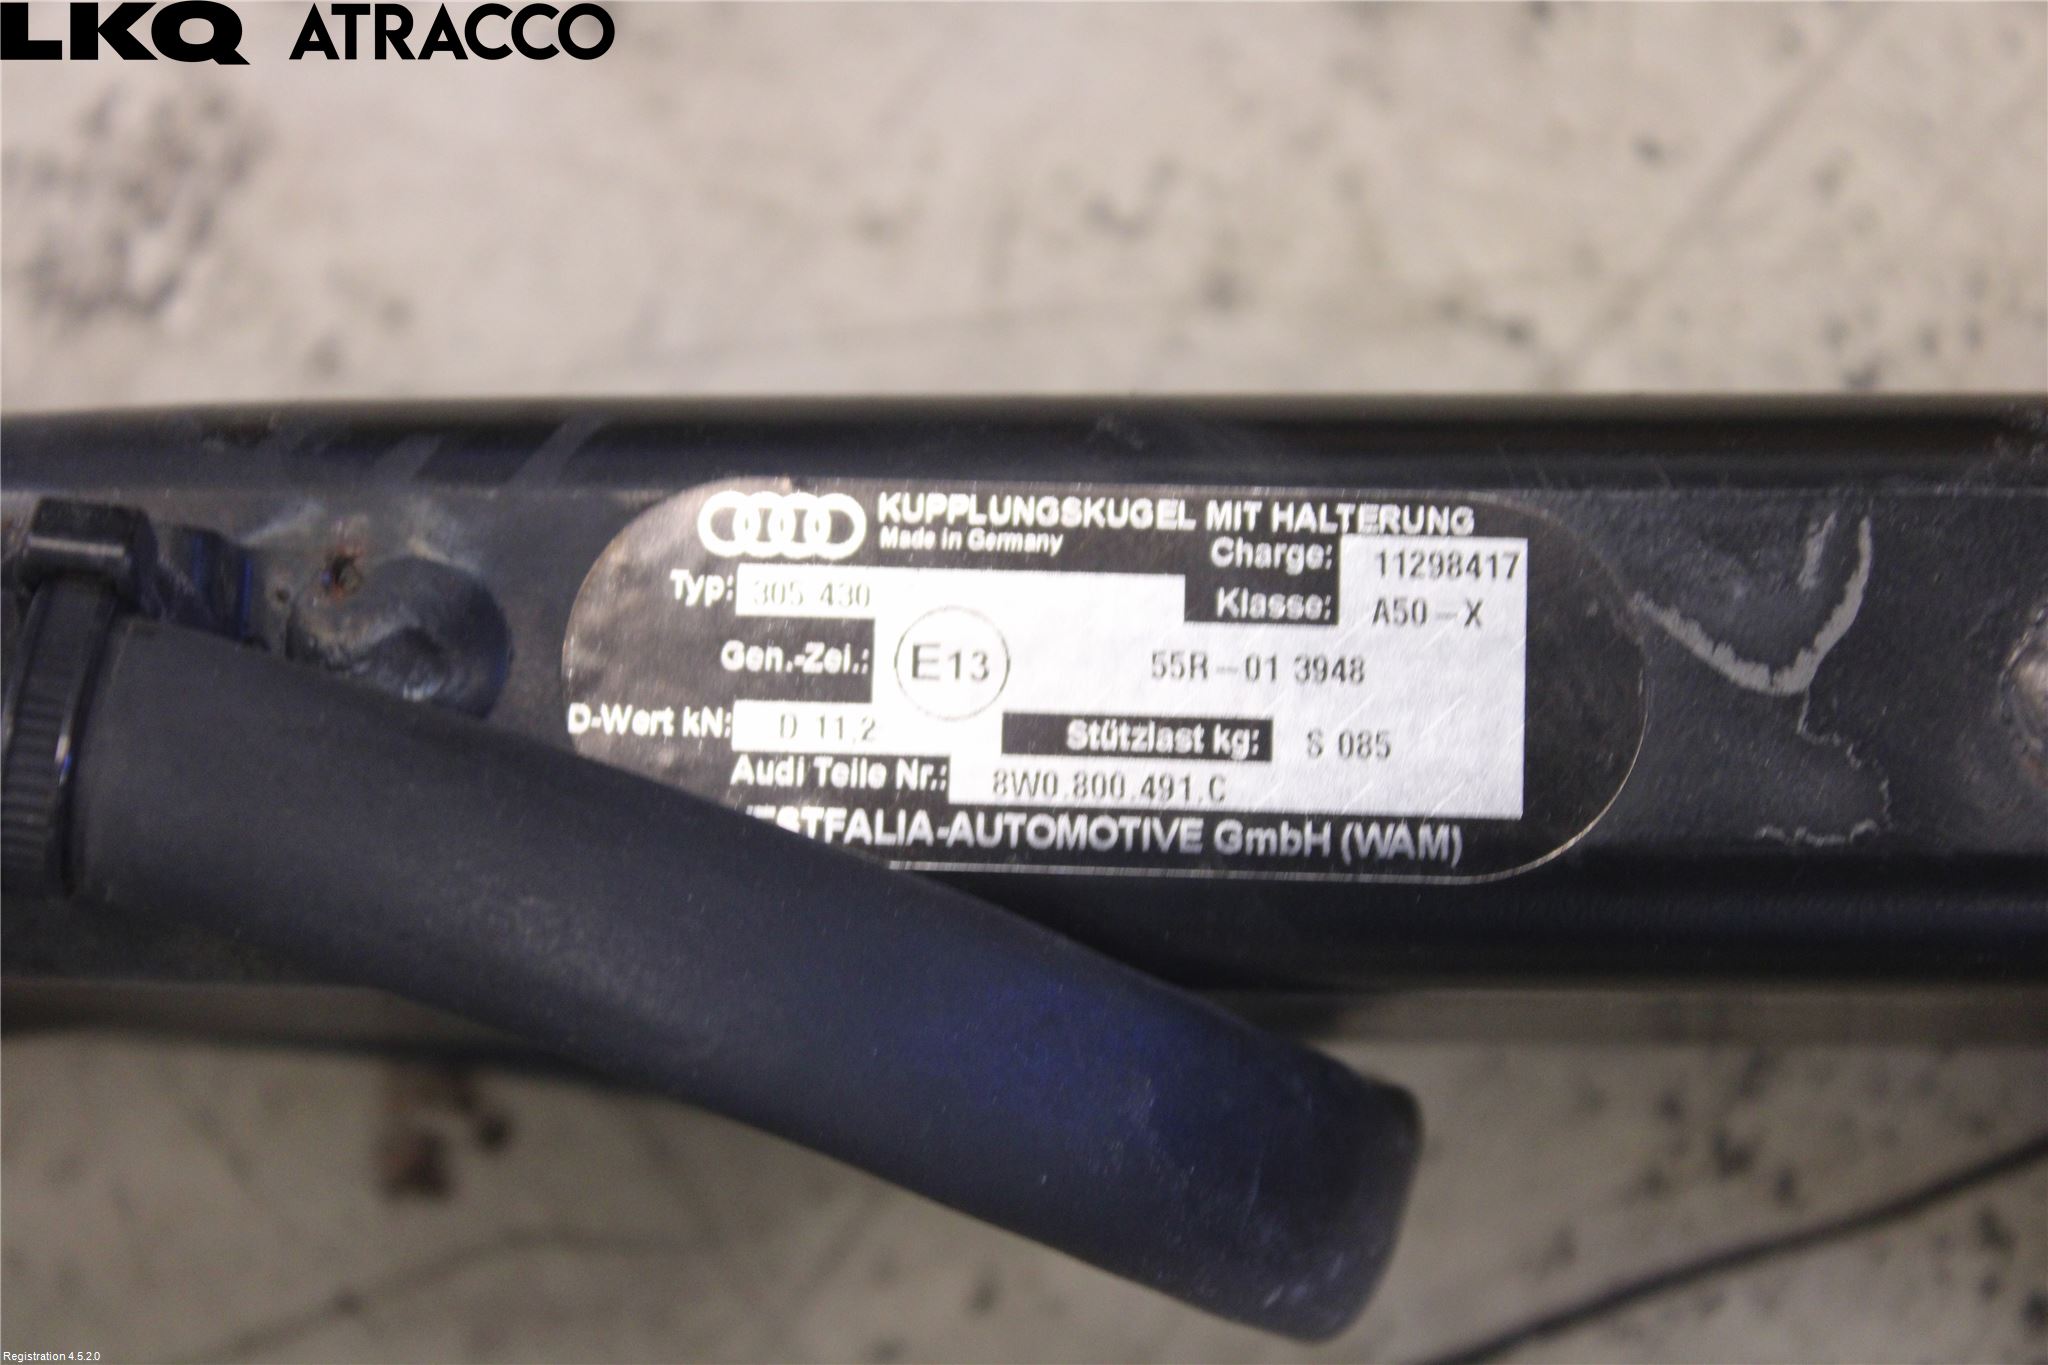 LKQ ATRACCO
KUPPLUNGSKUGEL MIT HALTERUNG
Made in Germany
Charge: 11298417
Typ: 305 430
Klasse: A50-X
Gen.-Zei.: E13 55R-01 3948
D-Wert kN: D 11,2 Stützlast kg: S 085
Audi Teile Nr.: 8W0.800.491.C
ESTFALIA-AUTOMOTIVE GmbH (WAM)
Registration 4.5.2.0